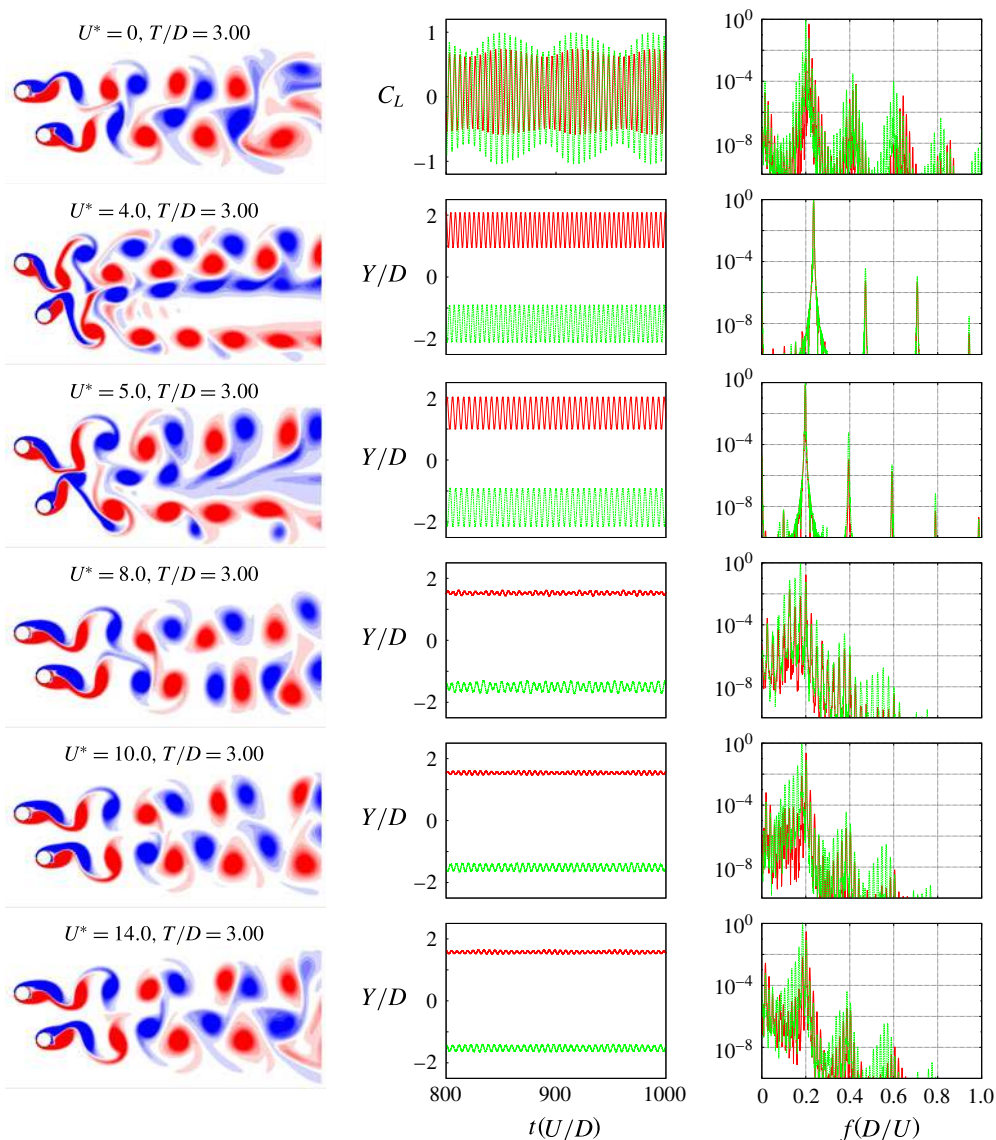 U* = 0, T/D = 3.00
C_L
1
0
−1
10^0
10^−4
10^−8
U* = 4.0, T/D = 3.00
Y/D
2
0
−2
10^0
10^−4
10^−8
U* = 5.0, T/D = 3.00
Y/D
2
0
−2
10^0
10^−4
10^−8
U* = 8.0, T/D = 3.00
Y/D
2
0
−2
10^0
10^−4
10^−8
U* = 10.0, T/D = 3.00
Y/D
2
0
−2
10^0
10^−4
10^−8
U* = 14.0, T/D = 3.00
Y/D
2
0
−2
10^0
10^−4
10^−8
800 900 1000
t(U/D)
0 0.2 0.4 0.6 0.8 1.0
f(D/U)